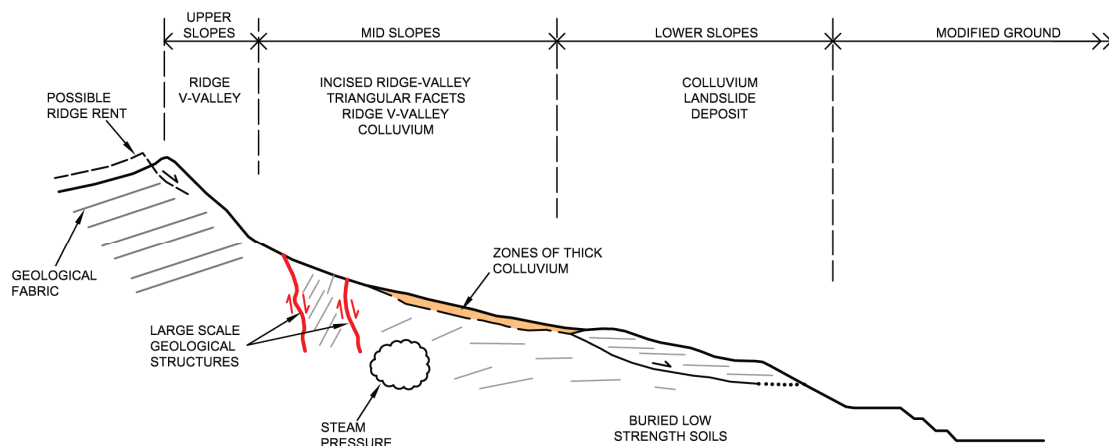 UPPER
SLOPES
MID SLOPES
LOWER SLOPES
MODIFIED GROUND
RIDGE
V-VALLEY
INCISED RIDGE-VALLEY
TRIANGULAR FACETS
RIDGE V-VALLEY
COLLUVIUM
COLLUVIUM
LANDSLIDE
DEPOSIT
POSSIBLE
RIDGE RENT
GEOLOGICAL
FABRIC
ZONES OF THICK
COLLUVIUM
LARGE SCALE
GEOLOGICAL
STRUCTURES
STEAM
PRESSURE
BURIED LOW
STRENGTH SOILS